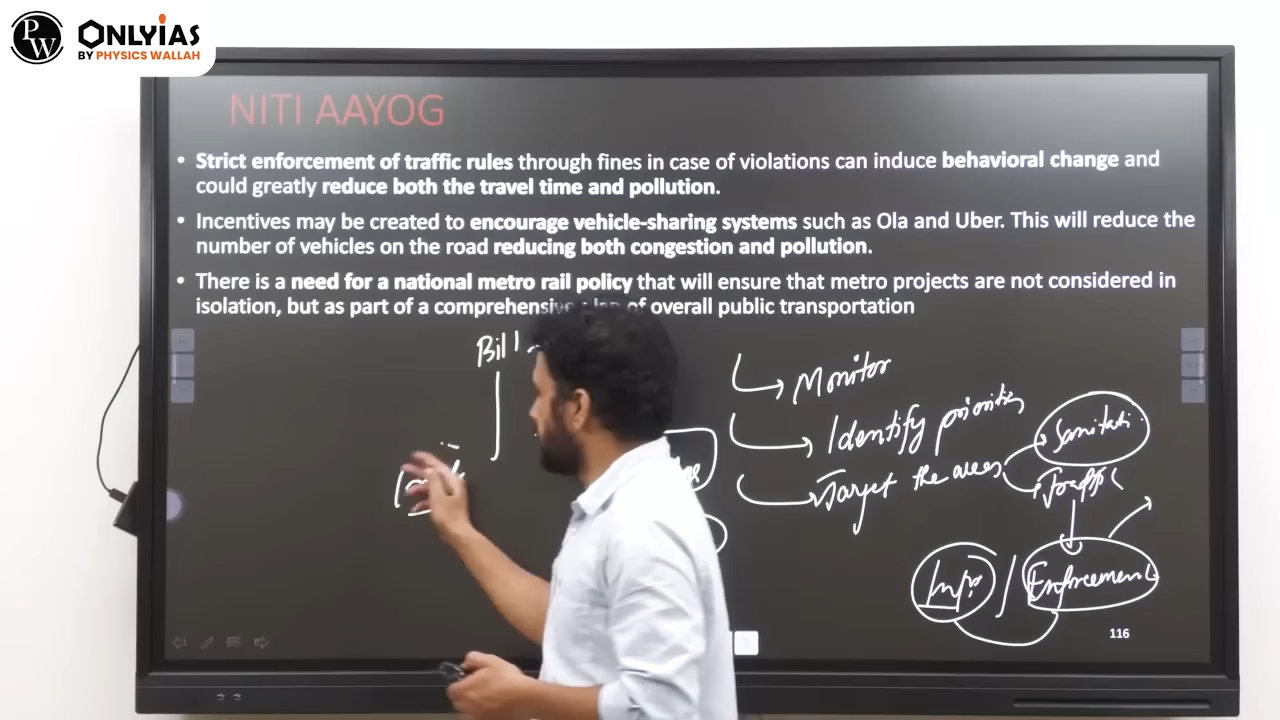 PW
ONLYIAS
BY PHYSICS WALLAH
NITI AAYOG
• Strict enforcement of traffic rules through fines in case of violations can induce behavioral change and
could greatly reduce both the travel time and pollution.
• Incentives may be created to encourage vehicle-sharing systems such as Ola and Uber. This will reduce the
number of vehicles on the road reducing both congestion and pollution.
• There is a need for a national metro rail policy that will ensure that metro projects are not considered in
isolation, but as part of a comprehensive of overall public transportation
Bill
Monitor
Identify priorities
Sanitati
Target the areas
Traffic
Enforcement
116